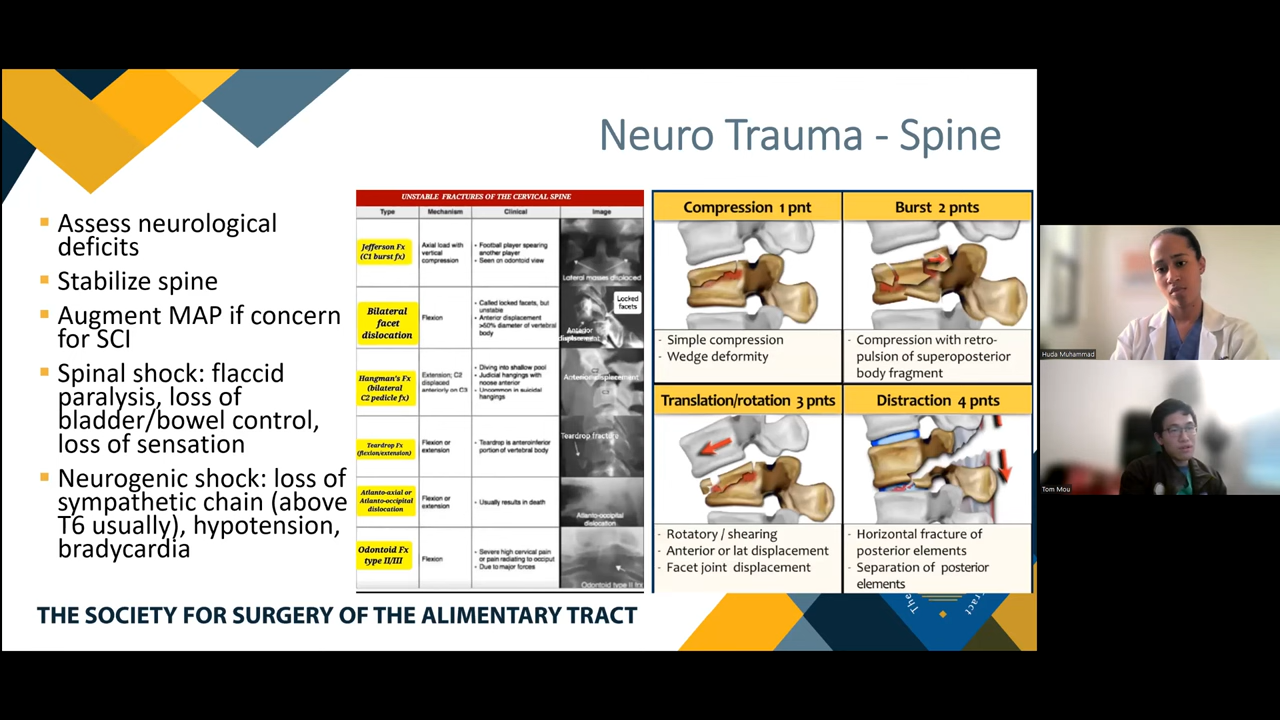 Neuro Trauma - Spine
▪ Assess neurological
deficits
▪ Stabilize spine
▪ Augment MAP if concern
for SCI
▪ Spinal shock: flaccid
paralysis, loss of
bladder/bowel control,
loss of sensation
▪ Neurogenic shock: loss of
sympathetic chain (above
T6 usually), hypotension,
bradycardia
UNSTABLE FRACTURES OF THE CERVICAL SPINE
Type Mechanism Clinical Image
Jefferson Fx
(C1 burst fx)
Axial load with
vertical
compression
• Football player spearing
another player
• Seen on odontoid view
Lateral masses displaced
Bilateral
facet
dislocation
Flexion
• Called locked facets, but
unstable
• Anterior displacement
>50% diameter of vertebral
body
Locked
facets
Anterior
displacement
Hangman's Fx
(bilateral
C2 pedicle fx)
Extension; C2
displaced
anteriorly on C3
• Diving into shallow pool
• Judicial hangings with
noose anterior
• Uncommon in suicidal
hangings
Anterior displacement
Teardrop Fx
(flexion/extension)
Flexion or
extension
• Teardrop is anteroinferior
portion of vertebral body
Teardrop fracture
Atlanto-axial or
Atlanto-occipital
dislocation
Flexion or
extension
• Usually results in death
Atlanto-occipital
dislocation
Odontoid Fx
type II/III
Flexion
• Severe high cervical pain
or pain radiating to occiput
• Due to major forces
Odontoid type II fx
Compression 1 pnt
- Simple compression
- Wedge deformity
Burst 2 pnts
- Compression with retro-
pulsion of superoposterior
body fragment
Translation/rotation 3 pnts
- Rotatory / shearing
- Anterior or lat displacement
- Facet joint displacement
Distraction 4 pnts
- Horizontal fracture of
posterior elements
- Separation of posterior
elements
THE SOCIETY FOR SURGERY OF THE ALIMENTARY TRACT
Huda Muhammad
Tom Mou